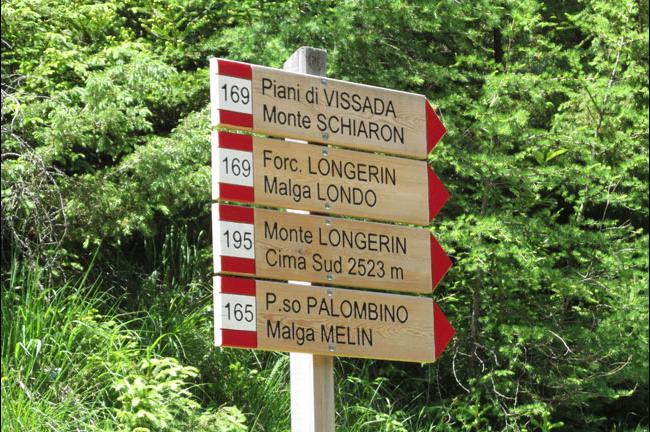 169
Piani di VISSADA
Monte SCHIARON
169
Forc. LONGERIN
Malga LONDO
195
Monte LONGERIN
Cima Sud 2523 m
165
P.so PALOMBINO
Malga MELIN